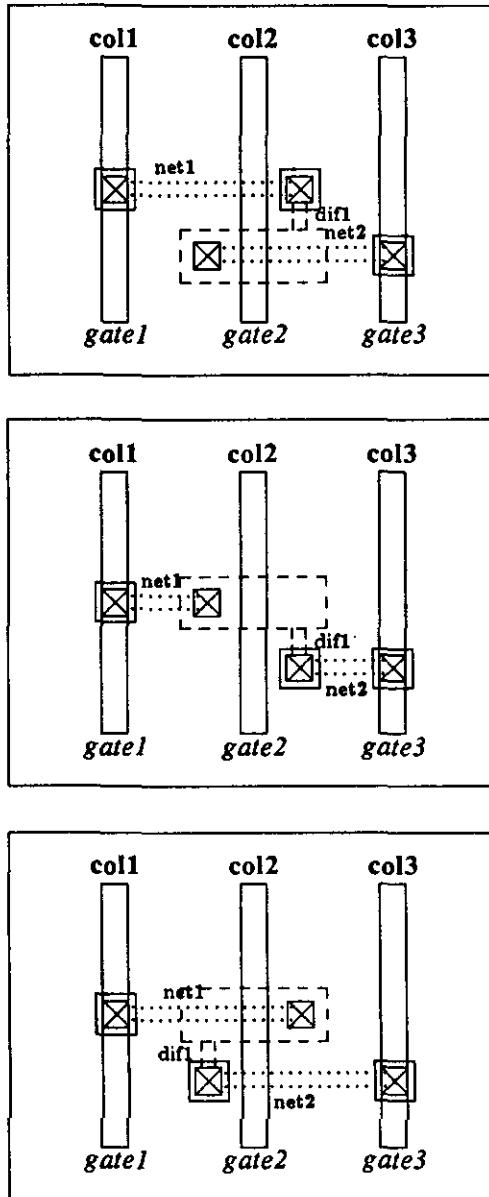 col1 col2 col3
net1
dif1
net2
gate1 gate2 gate3
col1 col2 col3
net1
dif1
net2
gate1 gate2 gate3
col1 col2 col3
net1
dif1
net2
gate1 gate2 gate3